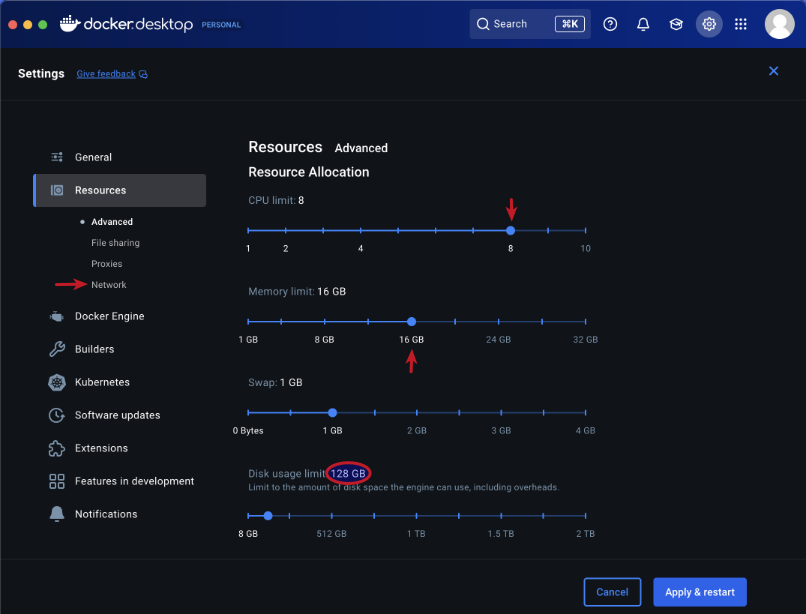 docker.desktop PERSONAL
Search ⌘K
Settings Give feedback
General
Resources
Advanced
File sharing
Proxies
Network
Docker Engine
Builders
Kubernetes
Software updates
Extensions
Features in development
Notifications
Resources Advanced
Resource Allocation
CPU limit: 8
1 2 4 8 10
Memory limit: 16 GB
1 GB 8 GB 16 GB 24 GB 32 GB
Swap: 1 GB
0 Bytes 1 GB 2 GB 3 GB 4 GB
Disk usage limit: 128 GB
Limit to the amount of disk space the engine can use, including overheads.
8 GB 512 GB 1 TB 1.5 TB 2 TB
Cancel Apply & restart